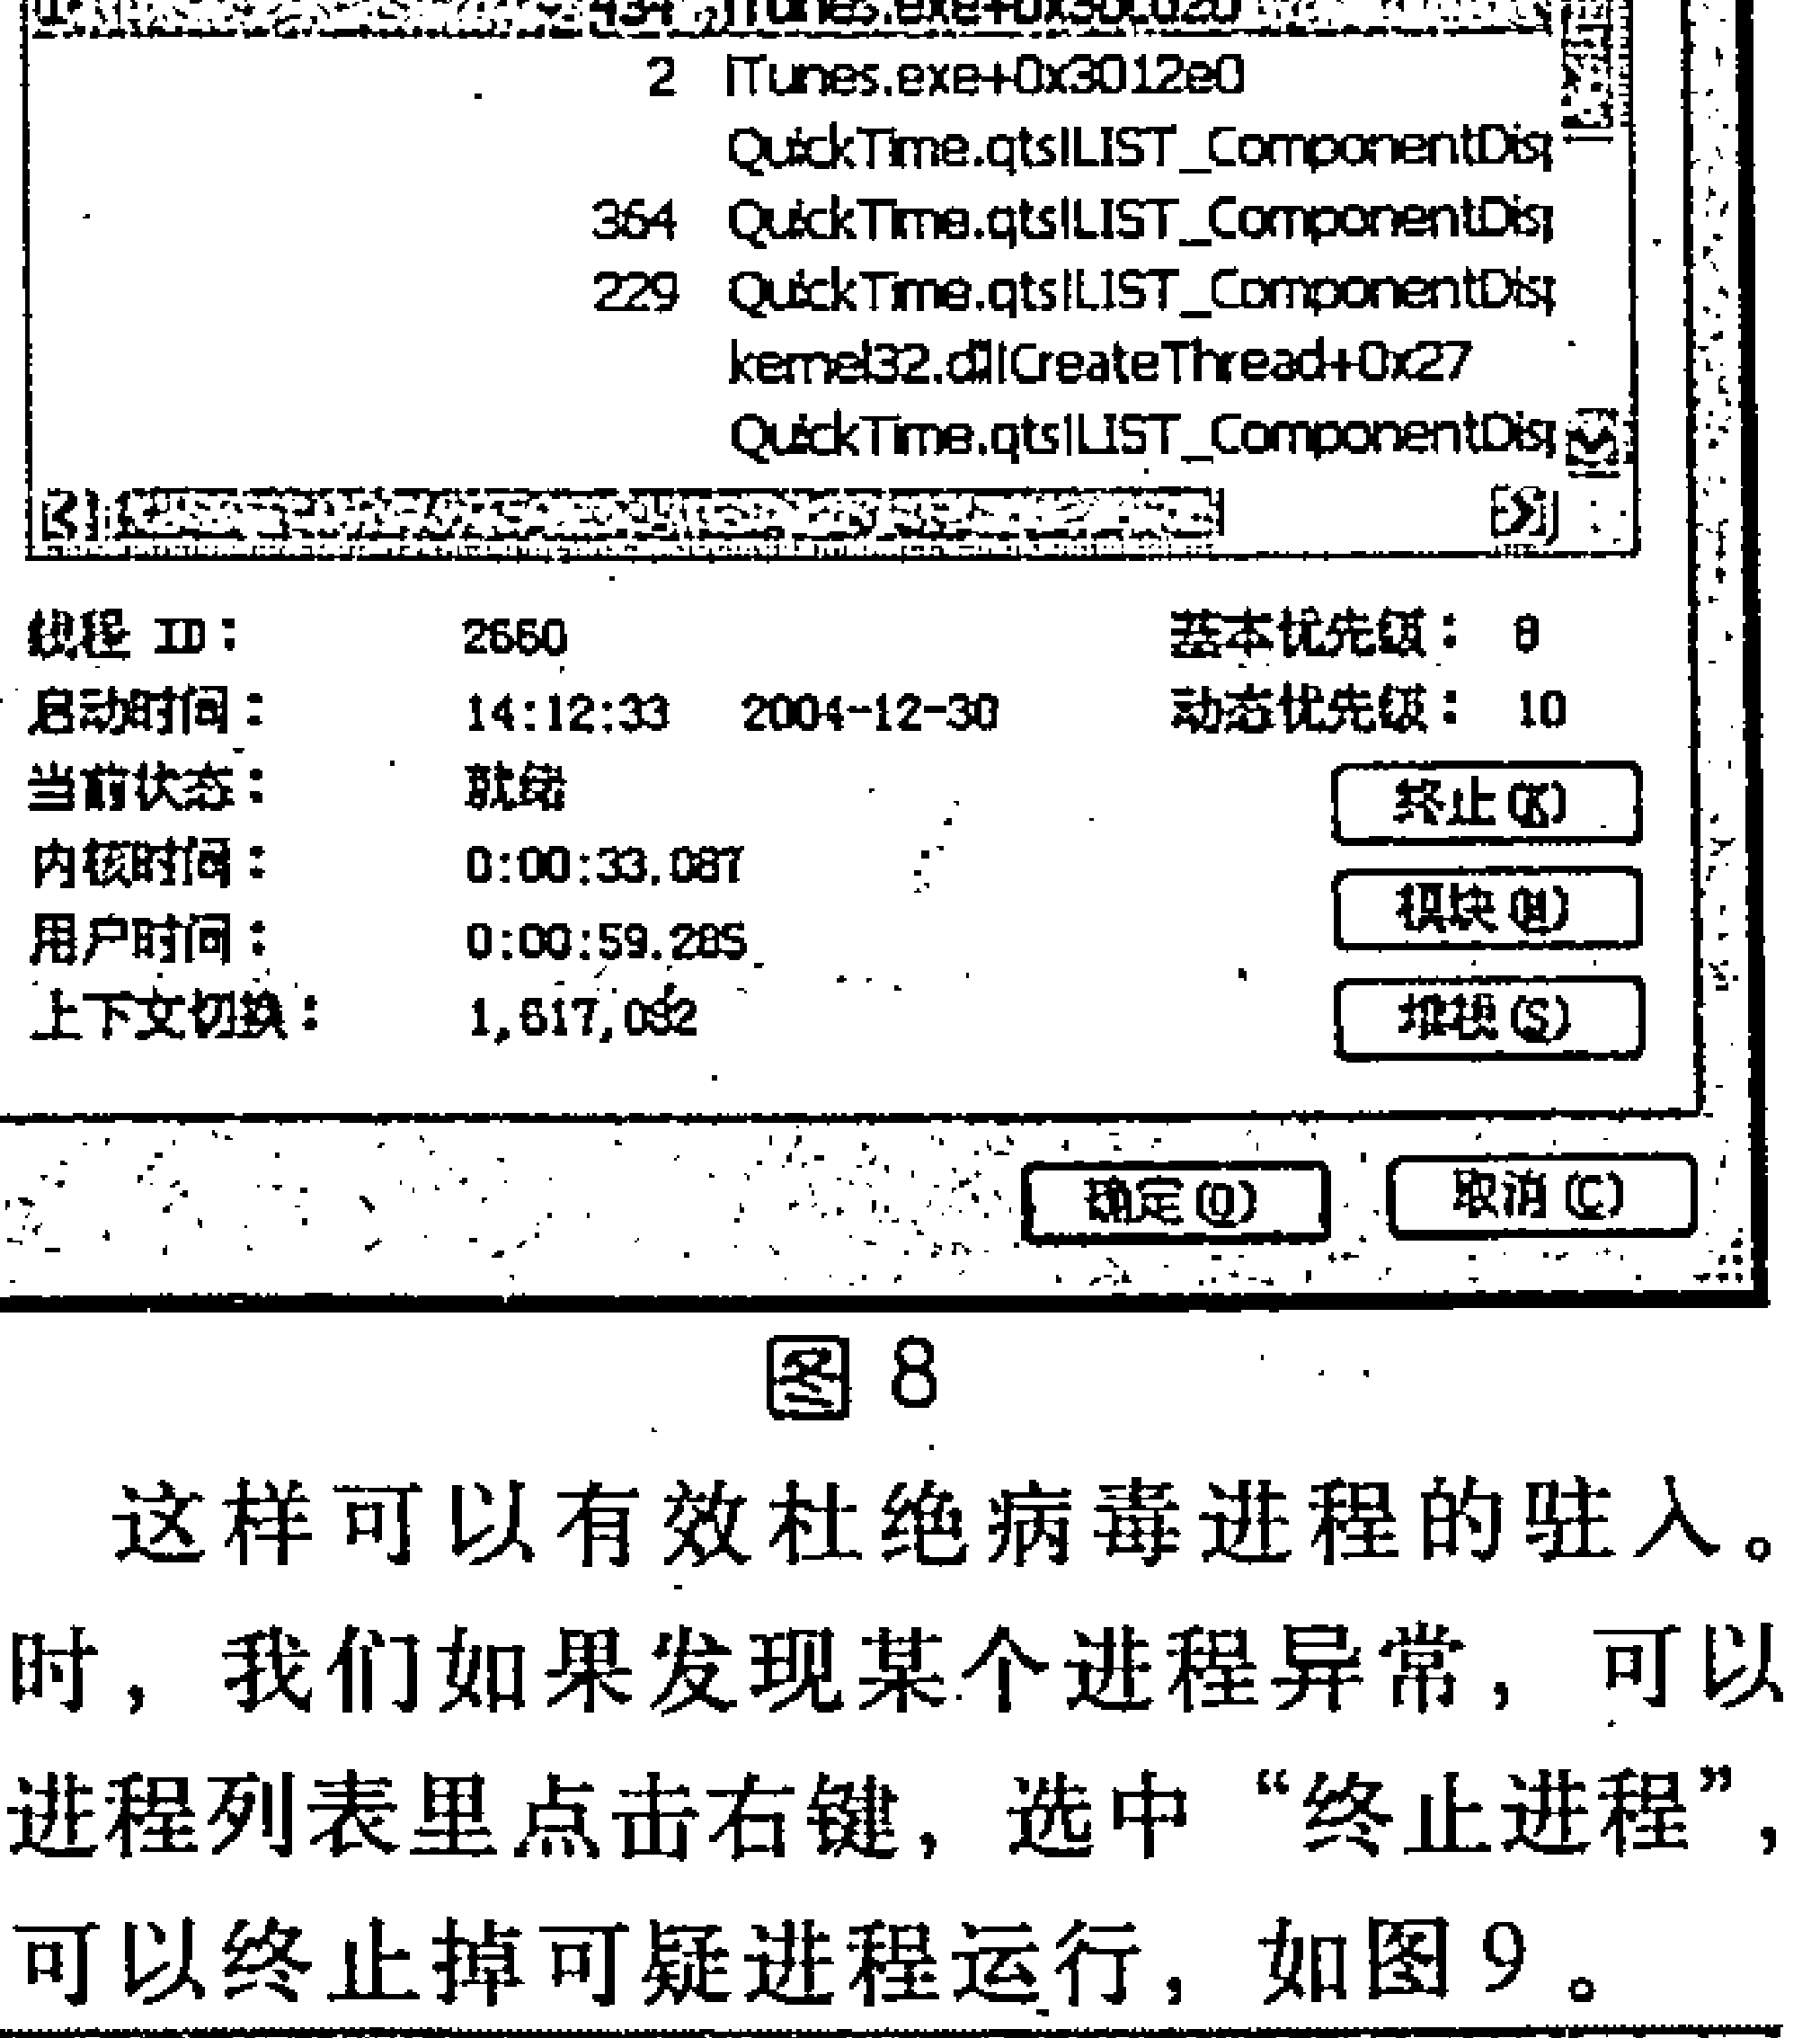 2 iTunes.exe+0x3012e0
QuickTime.qts!LIST_ComponentDisp
364 QuickTime.qts!LIST_ComponentDisp
229 QuickTime.qts!LIST_ComponentDisp
kernel32.dll!CreateThread+0x27
QuickTime.qts!LIST_ComponentDisp
线程 ID： 2660 基本优先级： 8
启动时间： 14:12:33 2004-12-30 动态优先级： 10
当前状态： 就绪
终止(K)
内核时间： 0:00:33.087
模块(M)
用户时间： 0:00:59.285
上下文切换： 1,617,092
堆栈(S)
确定(O) 取消(C)
图 8
这样可以有效杜绝病毒进程的驻入。
时，我们如果发现某个进程异常，可以
进程列表里点击右键，选中“终止进程”，
可以终止掉可疑进程运行，如图9。